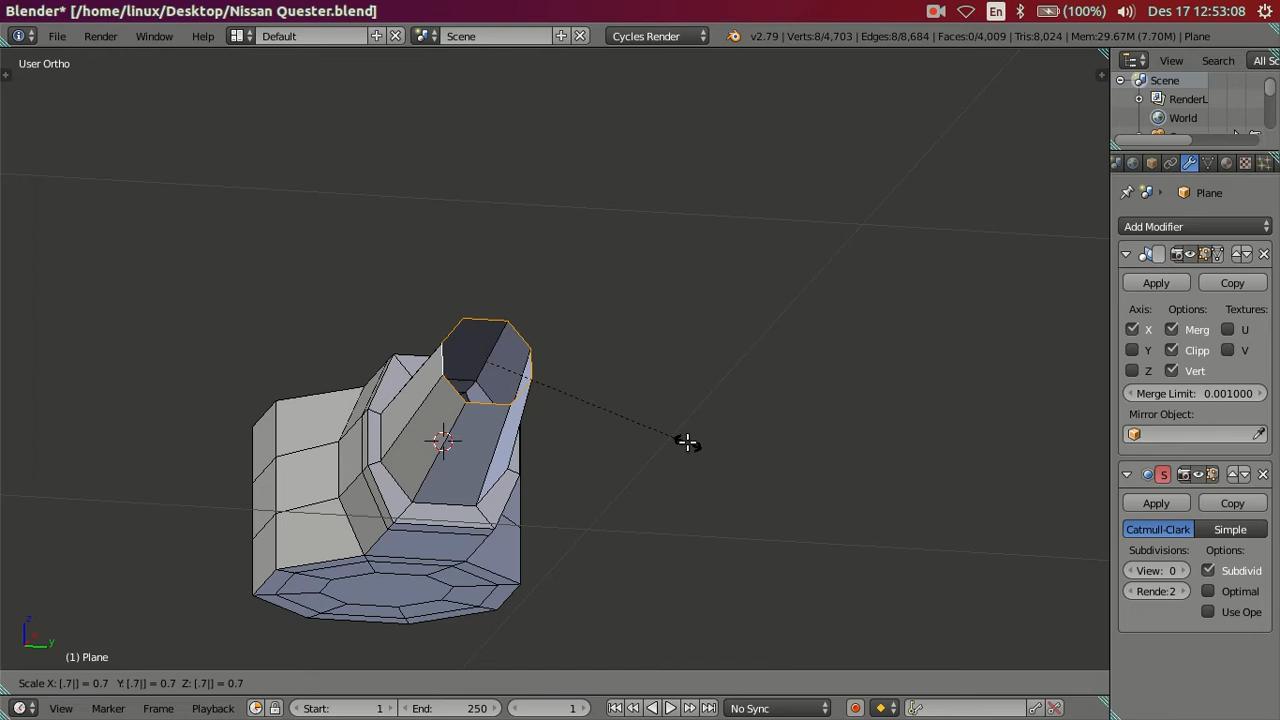 Blender* [/home/linux/Desktop/Nissan Quester.blend]
En (100%) Des 17 12:53:08
File Render Window Help Default Scene Cycles Render v2.79 | Verts:8/4,703 | Edges:8/8,684 | Faces:0/4,009 | Tris:8,024 | Mem:29.67M (7.70M) | Plane
User Ortho
View Search All Sc
Scene
RenderL
World
Plane
Add Modifier
Apply Copy
Axis: Options: Textures:
X Merg U
Y Clipp V
Z Vert
Merge Limit: 0.001000
Mirror Object:
S
Apply Copy
Catmull-Clark Simple
Subdivisions: Options:
View: 0 Subdivid
Rende:2 Optimal
Use Ope
z
x
y
(1) Plane
Scale X: [.7|] = 0.7 Y: [.7|] = 0.7 Z: [.7|] = 0.7
View Marker Frame Playback Start: 1 End: 250 1 No Sync